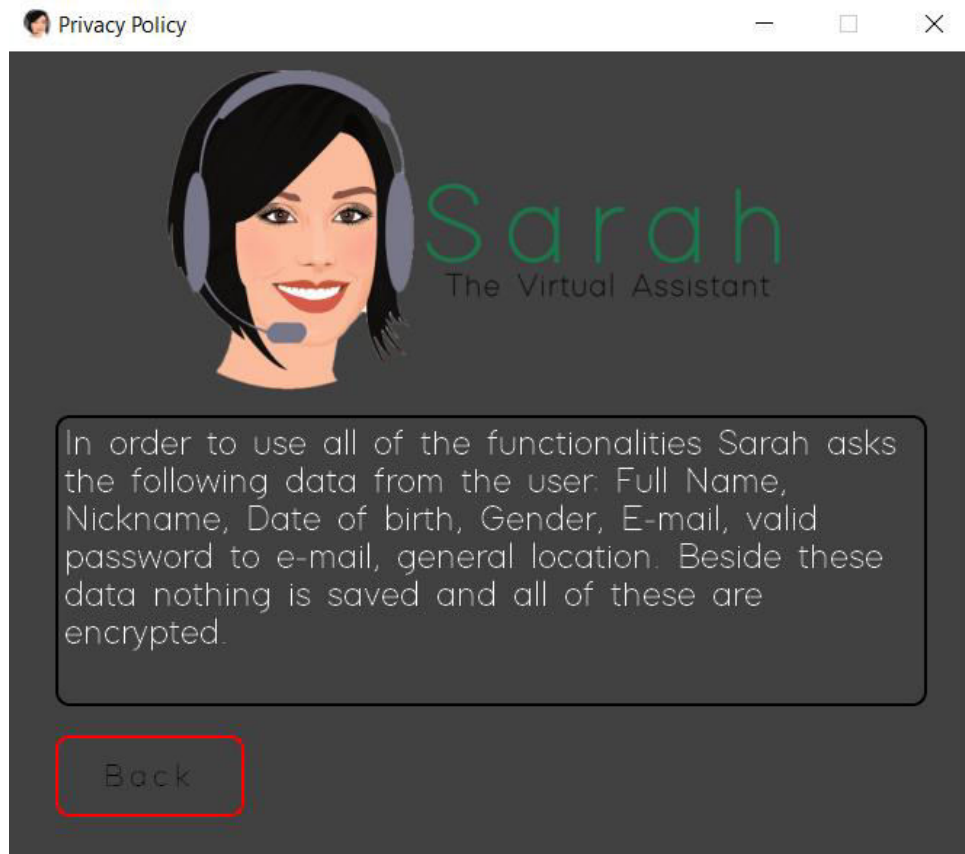 Privacy Policy
Sarah
The Virtual Assistant
In order to use all of the functionalities Sarah asks
the following data from the user: Full Name,
Nickname, Date of birth, Gender, E-mail, valid
password to e-mail, general location. Beside these
data nothing is saved and all of these are
encrypted.
Back